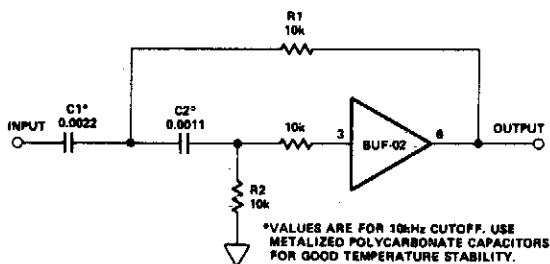 R1
10k
C1*
0.0022
C2*
0.0011
INPUT
10k
3
BUF-02
6
OUTPUT
R2
10k
*VALUES ARE FOR 10kHz CUTOFF. USE
METALIZED POLYCARBONATE CAPACITORS
FOR GOOD TEMPERATURE STABILITY.